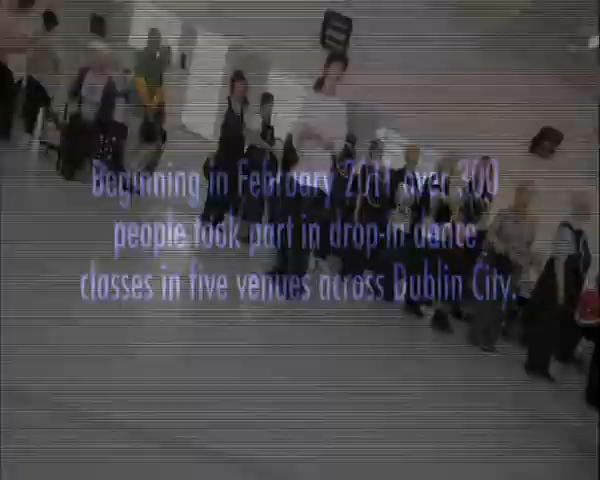 Beginning in February 2011 over 300
people took part in drop-in dance
classes in five venues across Dublin City.